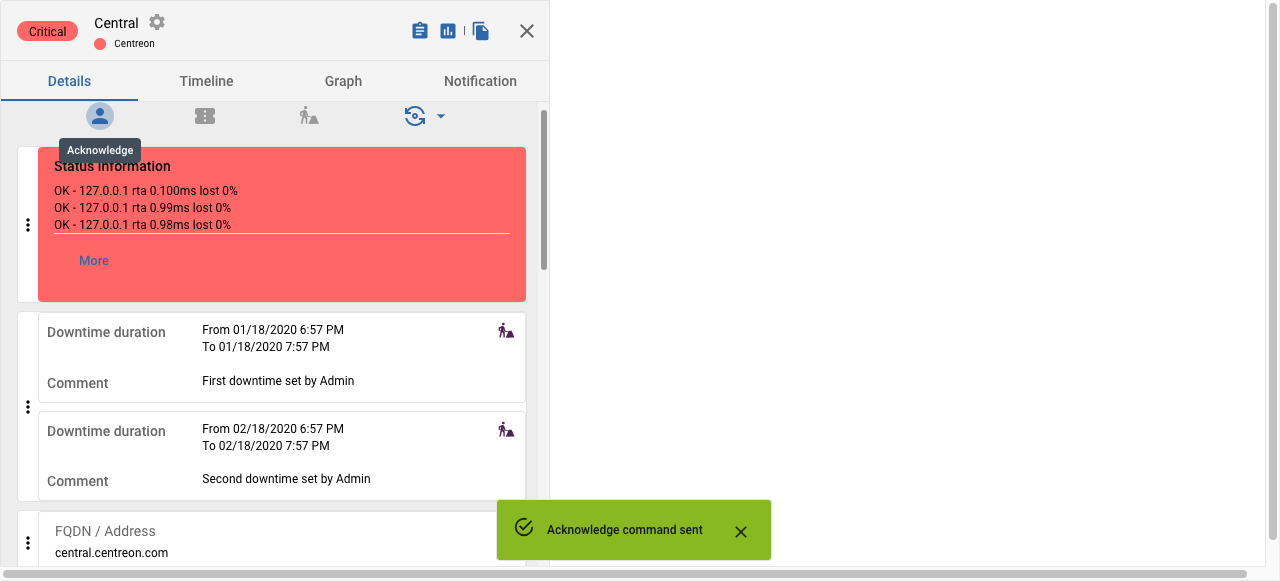 Critical
Central
Centreon
Details
Timeline
Graph
Notification
Acknowledge
Status information
OK - 127.0.0.1 rta 0.100ms lost 0%
OK - 127.0.0.1 rta 0.99ms lost 0%
OK - 127.0.0.1 rta 0.98ms lost 0%
More
Downtime duration
From 01/18/2020 6:57 PM
To 01/18/2020 7:57 PM
Comment
First downtime set by Admin
Downtime duration
From 02/18/2020 6:57 PM
To 02/18/2020 7:57 PM
Comment
Second downtime set by Admin
FQDN / Address
central.centreon.com
Acknowledge command sent